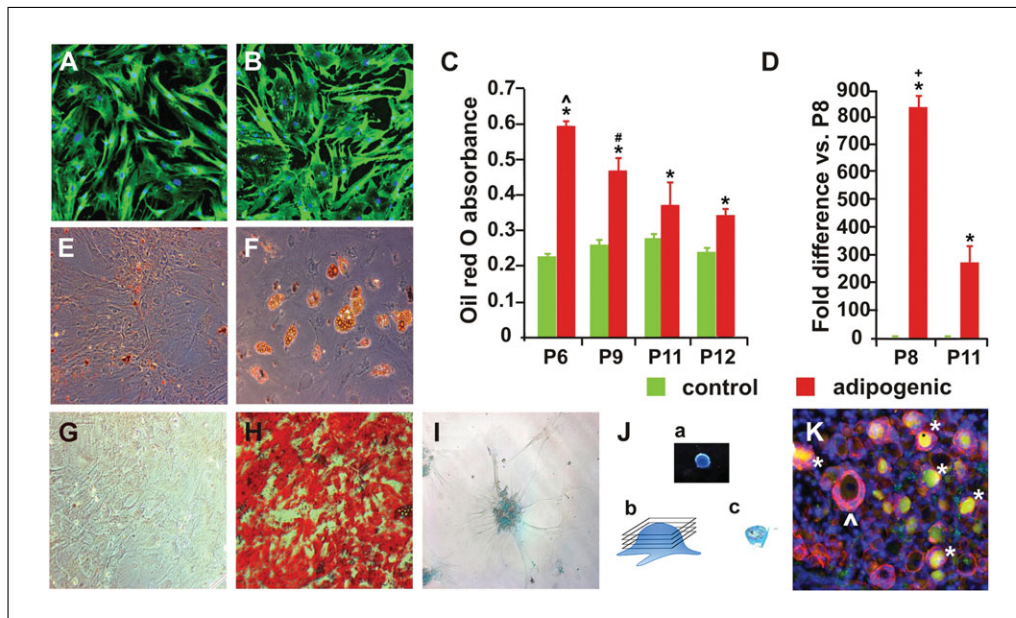 A
B
C
Oil red O absorbance
0.7
0.6
0.5
0.4
0.3
0.2
0.1
0
^
*
#
*
*
*
P6 P9 P11 P12
D
Fold difference vs. P8
900
800
700
600
500
400
300
200
100
0
+
*
*
P8 P11
control adipogenic
E
F
G
H
I
J
a
b
c
K
*
*
*
*
*
^